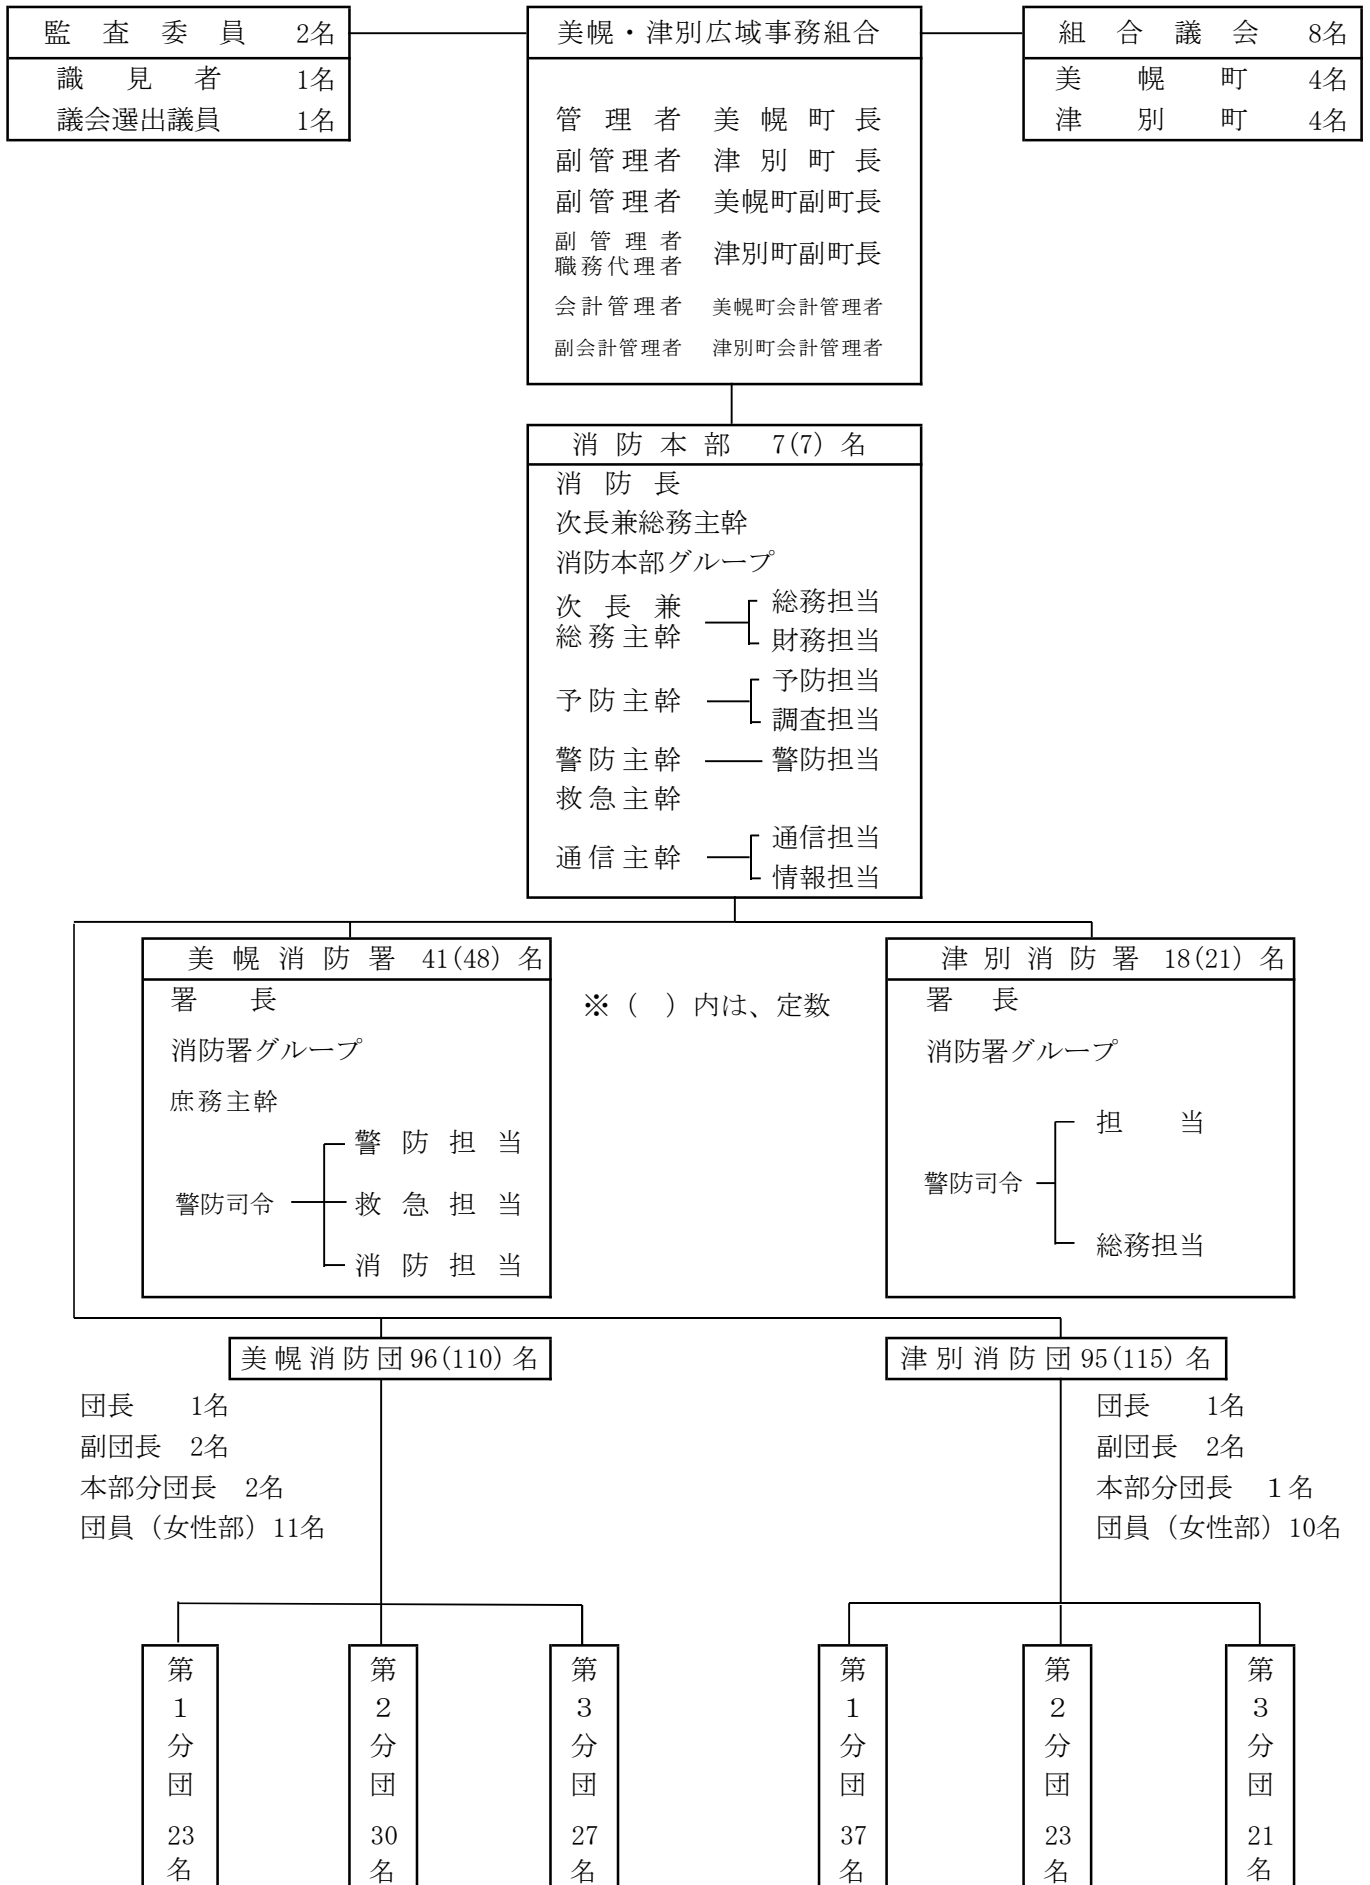 監査委員 2名
識見者 1名
議会選出議員 1名
美幌・津別広域事務組合
管理者 美幌町長
副管理者 津別町長
副管理者 美幌町副町長
副管理者
職務代理者 津別町副町長
会計管理者 美幌町会計管理者
副会計管理者 津別町会計管理者
組合議会 8名
美幌町 4名
津別町 4名
消防本部 7(7)名
消防長
次長兼総務主幹
消防本部グループ
次長兼
総務主幹
総務担当
財務担当
予防主幹
予防担当
調査担当
警防主幹 警防担当
救急主幹
通信主幹
通信担当
情報担当
美幌消防署 41(48)名
署長
消防署グループ
庶務主幹
警防司令
警防担当
救急担当
消防担当
※（ ）内は、定数
津別消防署 18(21)名
署長
消防署グループ
警防司令
担当
総務担当
美幌消防団96(110)名
団長 1名
副団長 2名
本部分団長 2名
団員（女性部）11名
第1分団 23名
第2分団 30名
第3分団 27名
津別消防団95(115)名
団長 1名
副団長 2名
本部分団長 １名
団員（女性部）10名
第1分団 37名
第2分団 23名
第3分団 21名